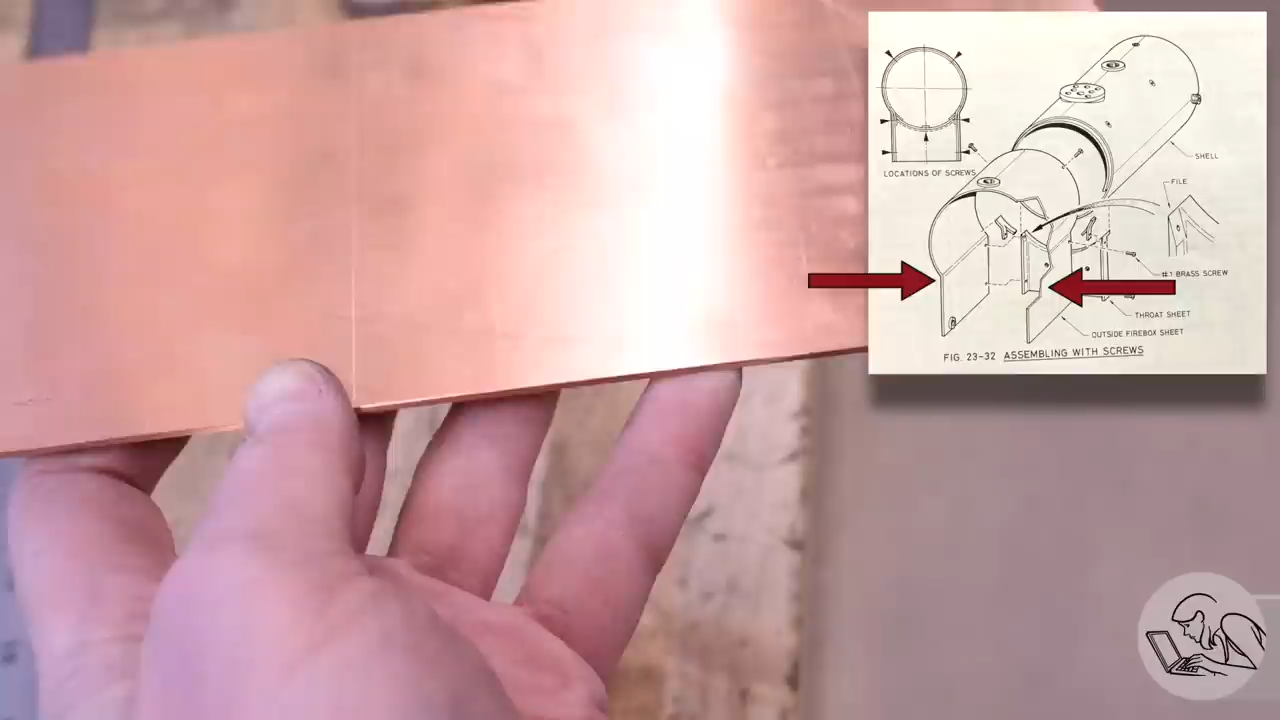 LOCATIONS OF SCREWS
SHELL
FILE
#1 BRASS SCREW
THROAT SHEET
OUTSIDE FIREBOX SHEET
FIG. 23-32 ASSEMBLING WITH SCREWS